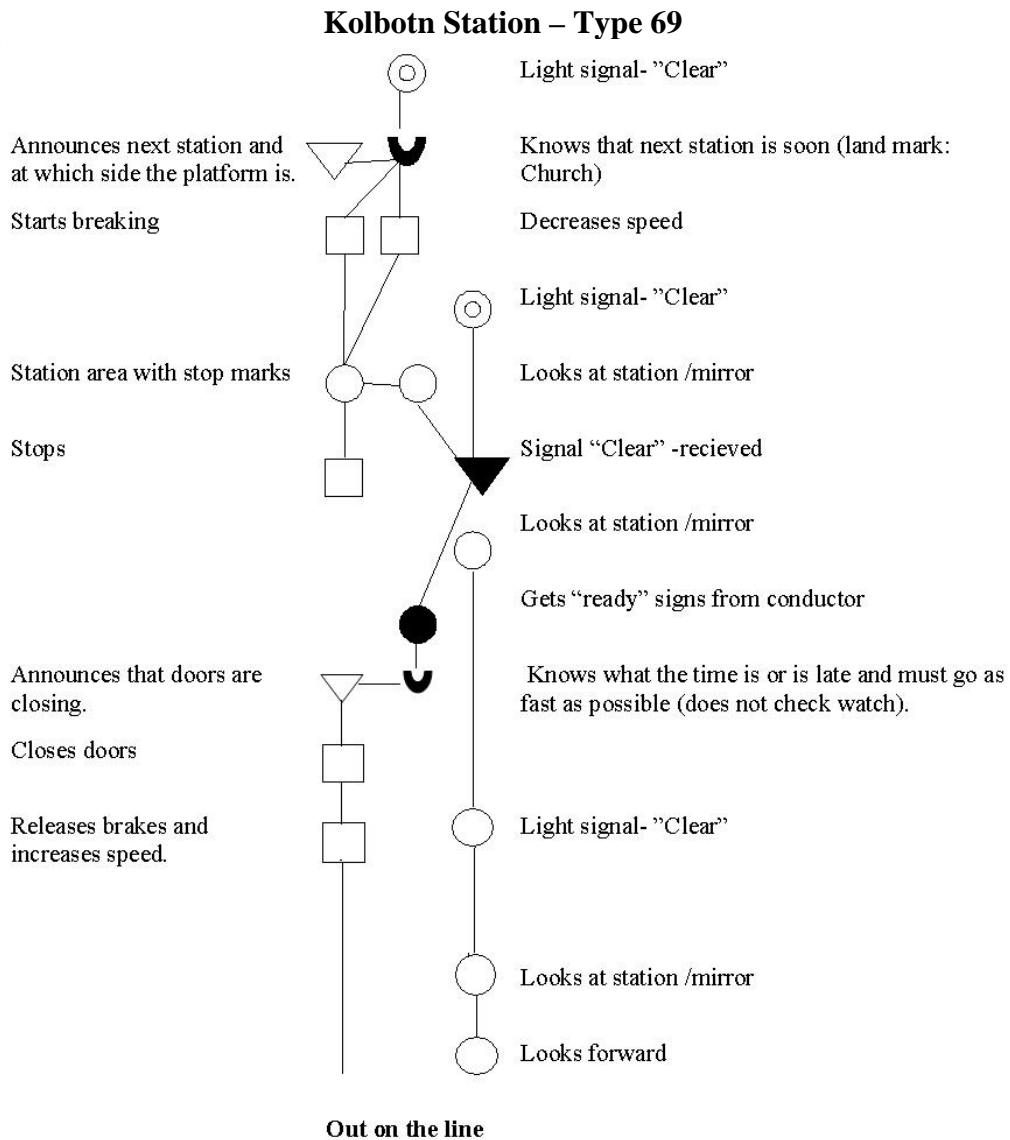 Kolbotn Station – Type 69
Light signal- ”Clear”
Announces next station and
at which side the platform is.
Knows that next station is soon (land mark:
Church)
Starts breaking
Decreases speed
Light signal- ”Clear”
Station area with stop marks
Looks at station /mirror
Stops
Signal “Clear” -recieved
Looks at station /mirror
Gets “ready” signs from conductor
Announces that doors are
closing.
Knows what the time is or is late and must go as
fast as possible (does not check watch).
Closes doors
Releases brakes and
increases speed.
Light signal- ”Clear”
Looks at station /mirror
Looks forward
Out on the line